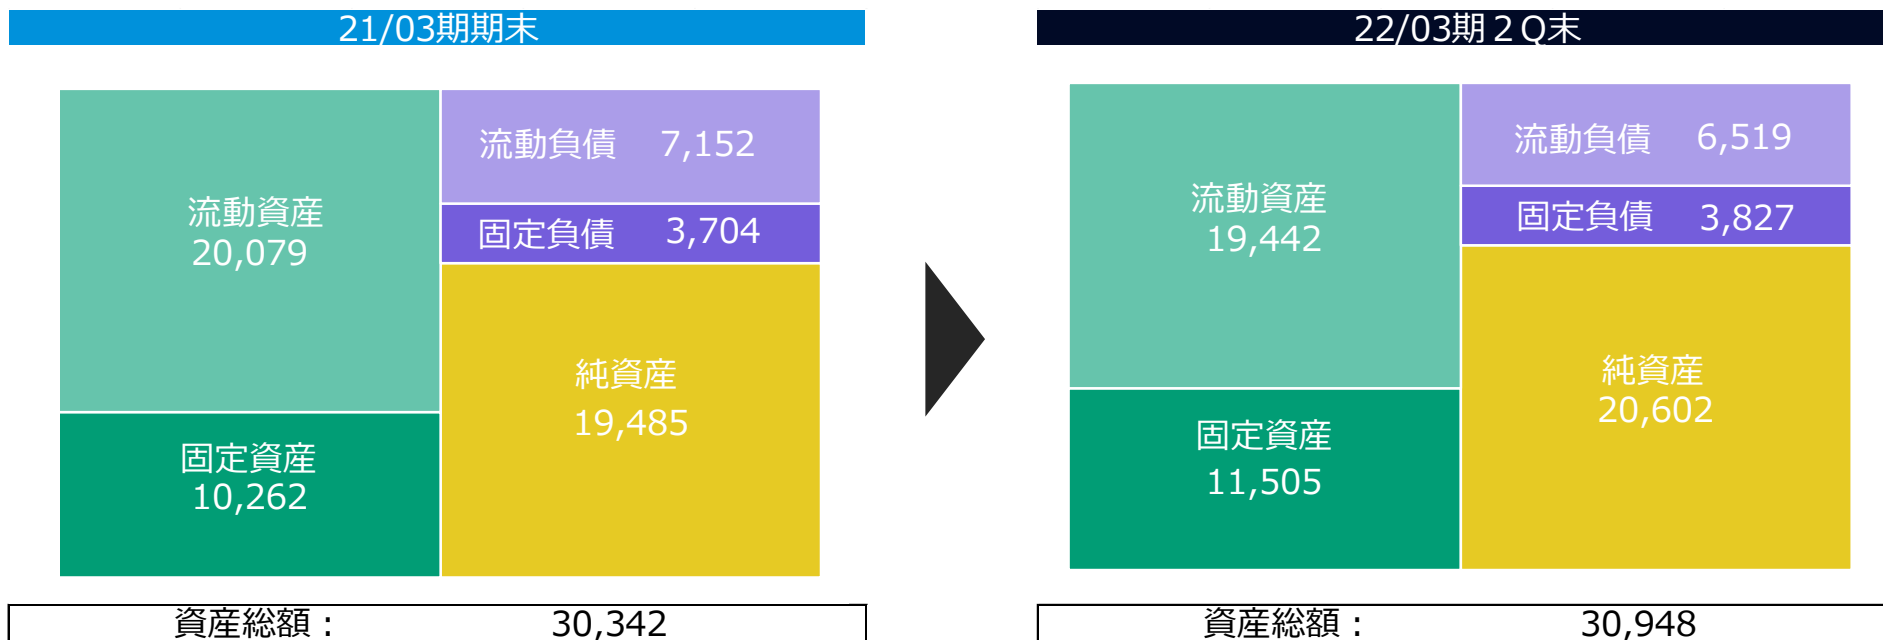 21/03期期末
流動資産
20,079
固定資産
10,262
流動負債 7,152
固定負債 3,704
純資産
19,485
資産総額： 30,342
22/03期２Q末
流動資産
19,442
固定資産
11,505
流動負債 6,519
固定負債 3,827
純資産
20,602
資産総額： 30,948